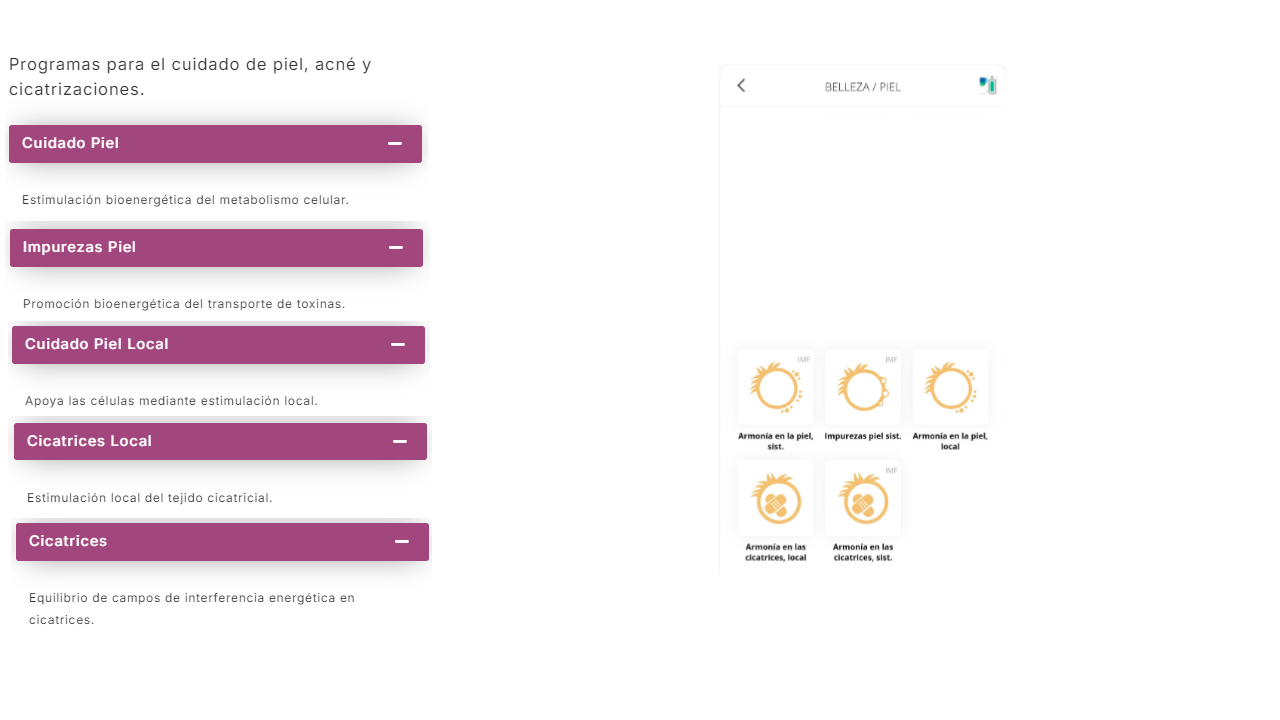 Programas para el cuidado de piel, acné y
cicatrizaciones.
Cuidado Piel
Estimulación bioenergética del metabolismo celular.
Impurezas Piel
Promoción bioenergética del transporte de toxinas.
Cuidado Piel Local
Apoya las células mediante estimulación local.
Cicatrices Local
Estimulación local del tejido cicatricial.
Cicatrices
Equilibrio de campos de interferencia energética en
cicatrices.
BELLEZA / PIEL
IMF
IMF
Armonía en la piel,
sist.
Impurezas piel sist.
Armonía en la piel,
local
IMF
Armonía en las
cicatrices, local
Armonía en las
cicatrices, sist.